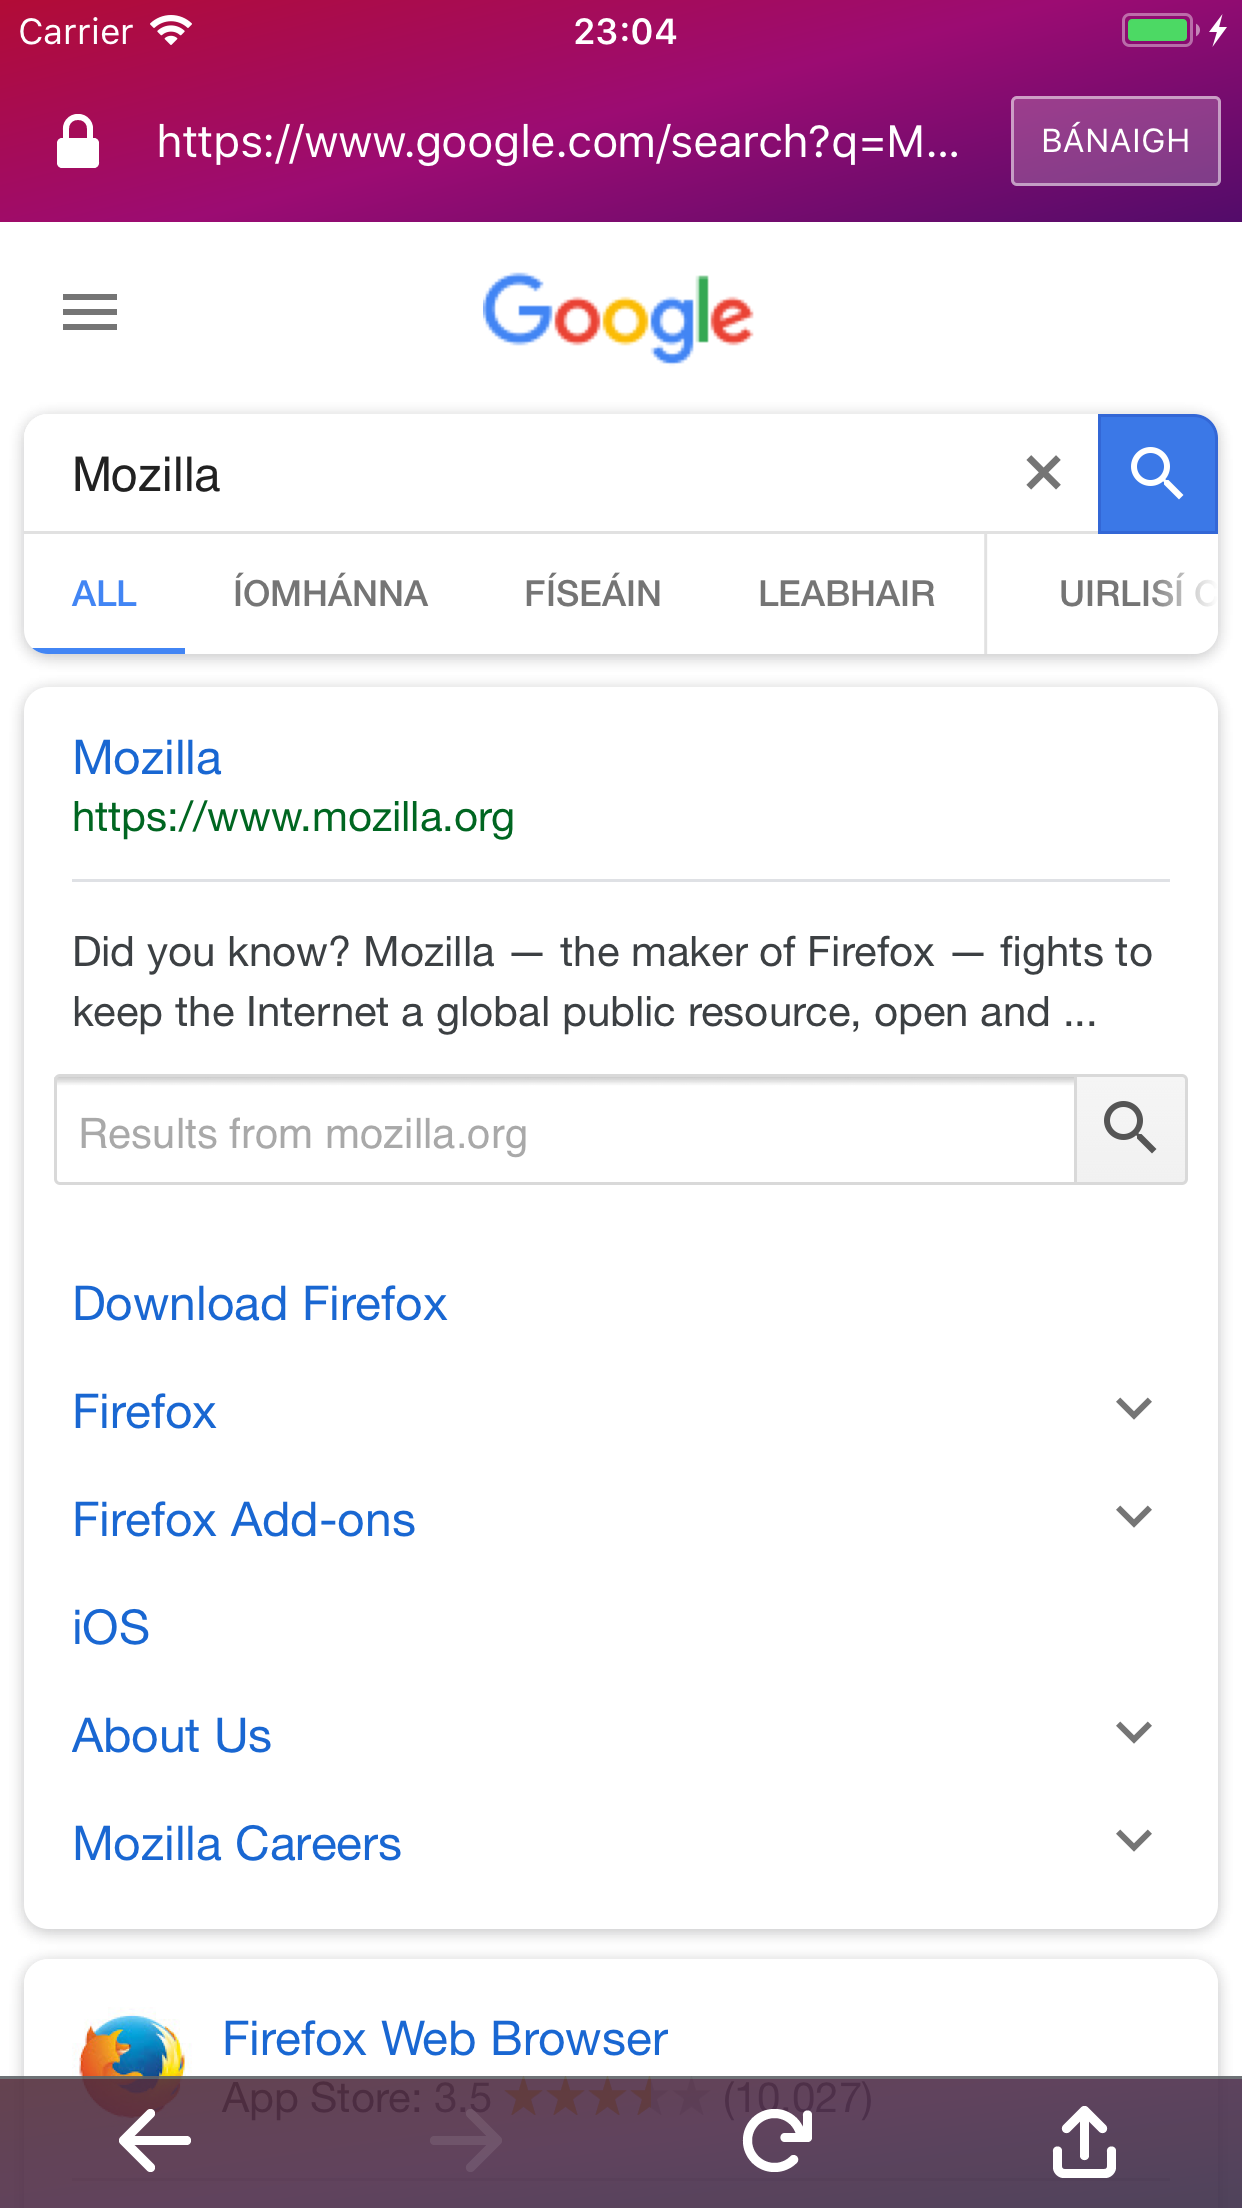 Carrier 23:04
https://www.google.com/search?q=M... BÁNAIGH
Google
Mozilla
ALL ÍOMHÁNNA FÍSEÁIN LEABHAIR UIRLISÍ
Mozilla
https://www.mozilla.org
Did you know? Mozilla — the maker of Firefox — fights to
keep the Internet a global public resource, open and ...
Results from mozilla.org
Download Firefox
Firefox
Firefox Add-ons
iOS
About Us
Mozilla Careers
Firefox Web Browser
App Store: 3.5 (10,027)